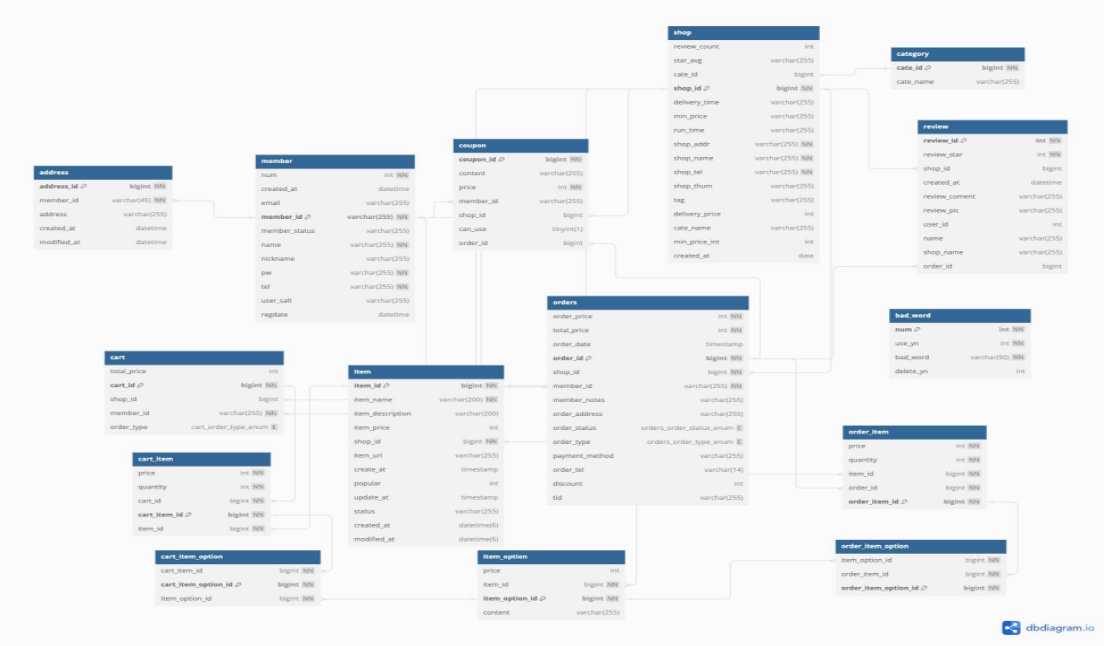 shop
review_count int
star_avg varchar(255)
cate_id bigint
shop_id bigint NN
delivery_time varchar(255)
min_price varchar(255)
run_time varchar(255)
shop_addr varchar(255) NN
shop_name varchar(255) NN
shop_tel varchar(255) NN
shop_thum varchar(255)
tag varchar(255)
delivery_price int
cate_name varchar(255)
min_price_int int
created_at date
category
cate_id bigint NN
cate_name varchar(255)
review
review_id int NN
review_star int NN
shop_id bigint
created_at datetime
review_coment varchar(255)
review_pic varchar(255)
user_id int
name varchar(255)
shop_name varchar(255)
order_id bigint
coupon
coupon_id bigint NN
content varchar(255)
price int NN
member_id varchar(255)
shop_id bigint
can_use tinyint(1)
order_id bigint
member
num int NN
created_at datetime
email varchar(255)
member_id varchar(255) NN
member_status varchar(255)
name varchar(255) NN
nickname varchar(255)
pw varchar(255) NN
tel varchar(255) NN
user_salt varchar(255)
regdate datetime
address
address_id bigint NN
member_id varchar(45) NN
address varchar(255)
created_at datetime
modified_at datetime
orders
order_price int NN
total_price int NN
order_date timestamp
order_id bigint NN
shop_id bigint NN
member_id varchar(255) NN
member_notes varchar(255)
order_address varchar(255)
order_status orders_order_status_enum E
order_type orders_order_type_enum E
payment_method varchar(255)
order_tel varchar(14)
discount int
tid varchar(255)
bad_word
num int NN
use_yn int NN
bad_word varchar(50) NN
delete_yn int
cart
total_price int
cart_id bigint NN
shop_id bigint
member_id varchar(255) NN
order_type cart_order_type_enum E
item
item_id bigint NN
item_name varchar(200) NN
item_description varchar(200)
item_price int
shop_id bigint NN
item_url varchar(255)
create_at timestamp
popular int
update_at timestamp
status varchar(255)
created_at datetime(6)
modified_at datetime(6)
order_item
price int NN
quantity int NN
item_id bigint NN
order_id bigint NN
order_item_id bigint NN
cart_item
price int NN
quantity int NN
cart_id bigint NN
cart_item_id bigint NN
item_id bigint NN
cart_item_option
cart_item_id bigint NN
cart_item_option_id bigint NN
item_option_id bigint NN
item_option
price int
item_id bigint NN
item_option_id bigint NN
content varchar(255)
order_item_option
item_option_id bigint NN
order_item_id bigint NN
order_item_option_id bigint NN
dbdiagram.io